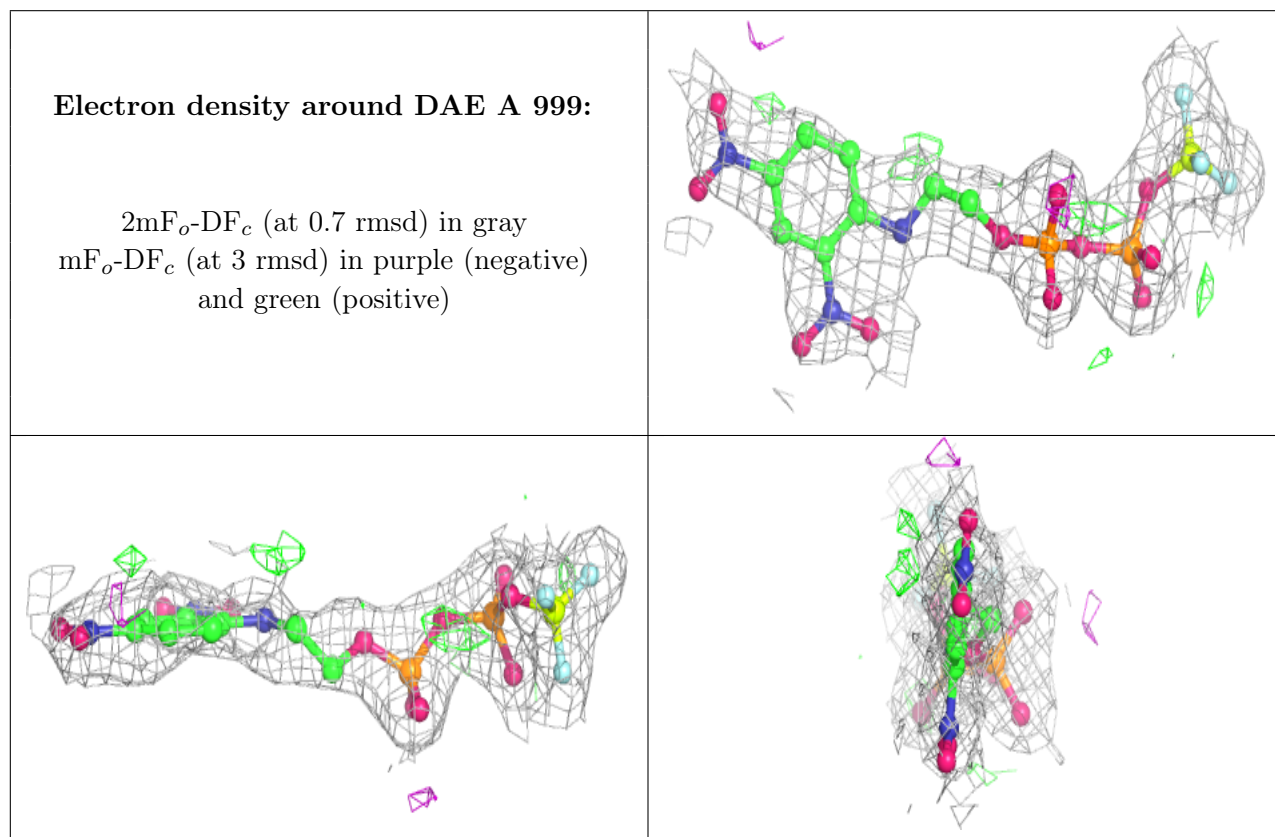 Electron density around DAE A 999:
2mFₒ-DF𝒸 (at 0.7 rmsd) in gray
mFₒ-DF𝒸 (at 3 rmsd) in purple (negative)
and green (positive)